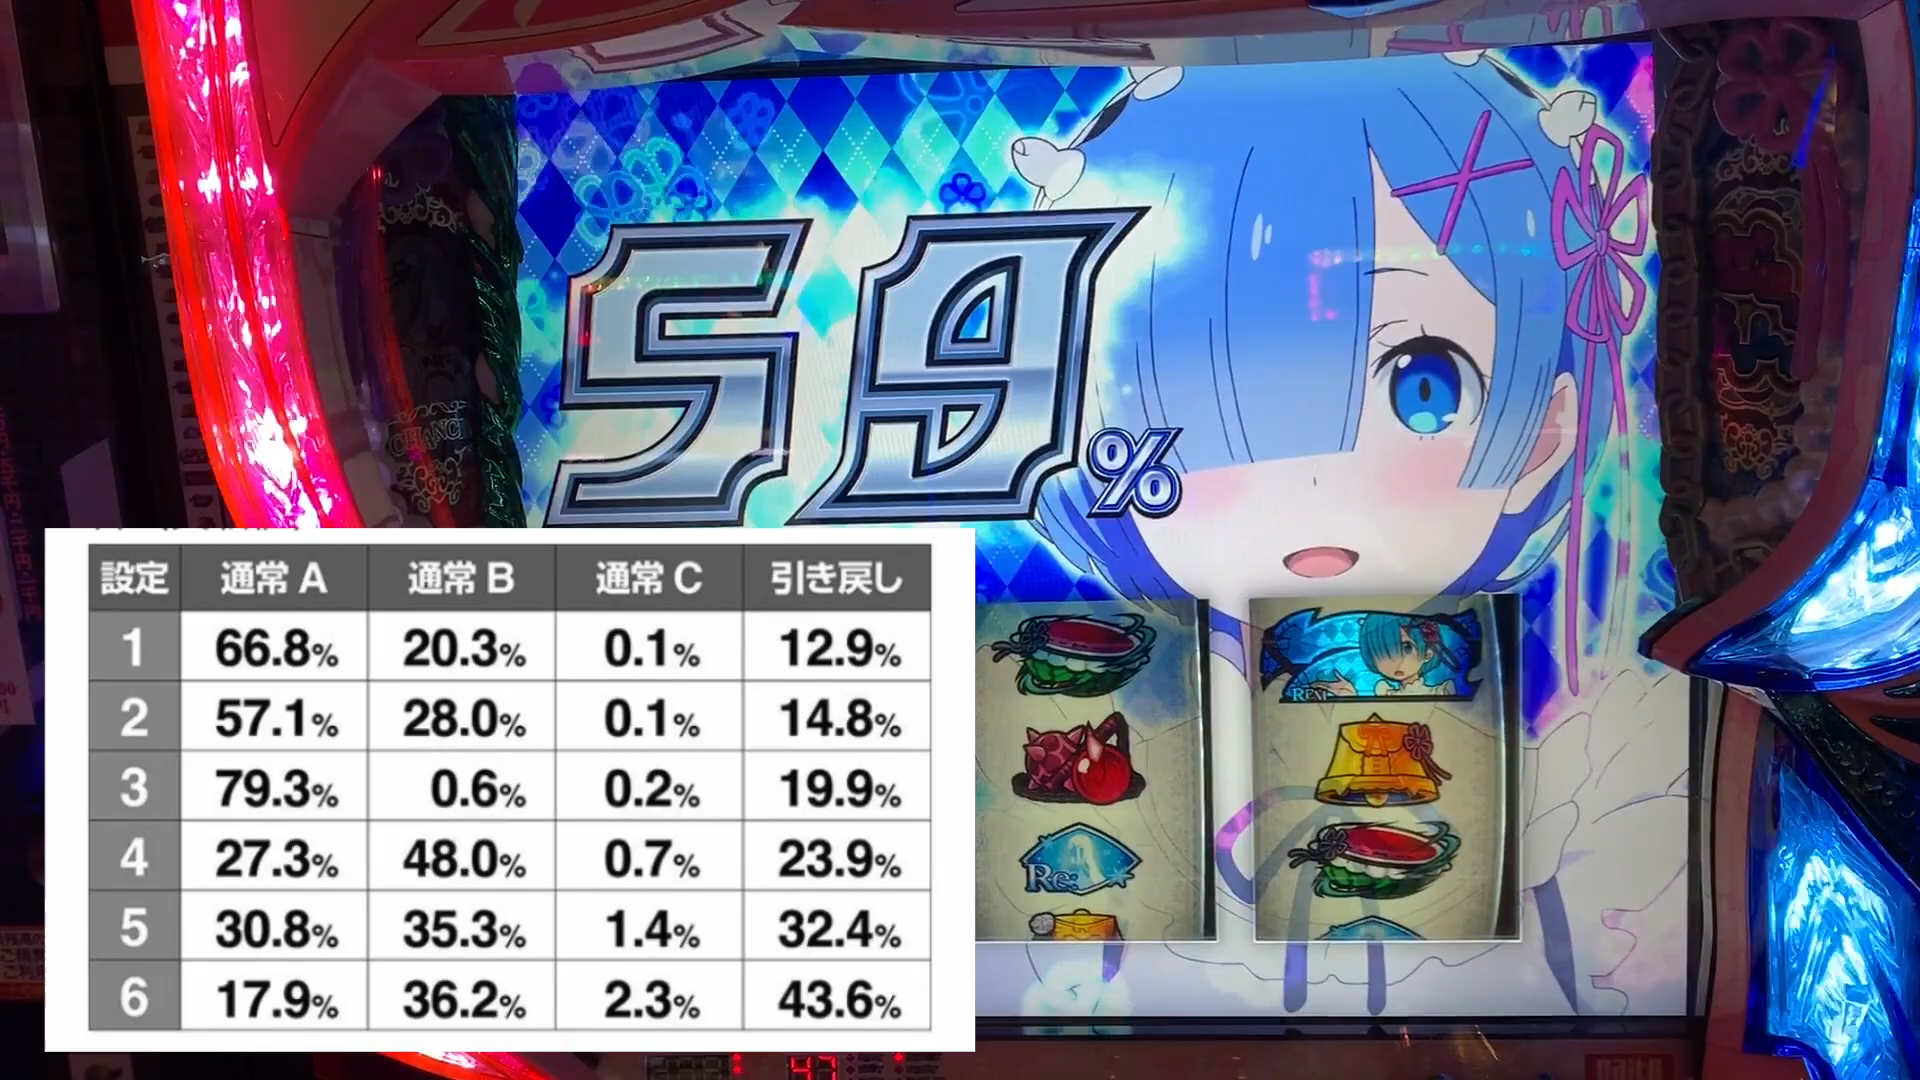 59%
設定 通常A 通常B 通常C 引き戻し
1 66.8% 20.3% 0.1% 12.9%
2 57.1% 28.0% 0.1% 14.8%
3 79.3% 0.6% 0.2% 19.9%
4 27.3% 48.0% 0.7% 23.9%
5 30.8% 35.3% 1.4% 32.4%
6 17.9% 36.2% 2.3% 43.6%
REM
Re:
CHANCE
47